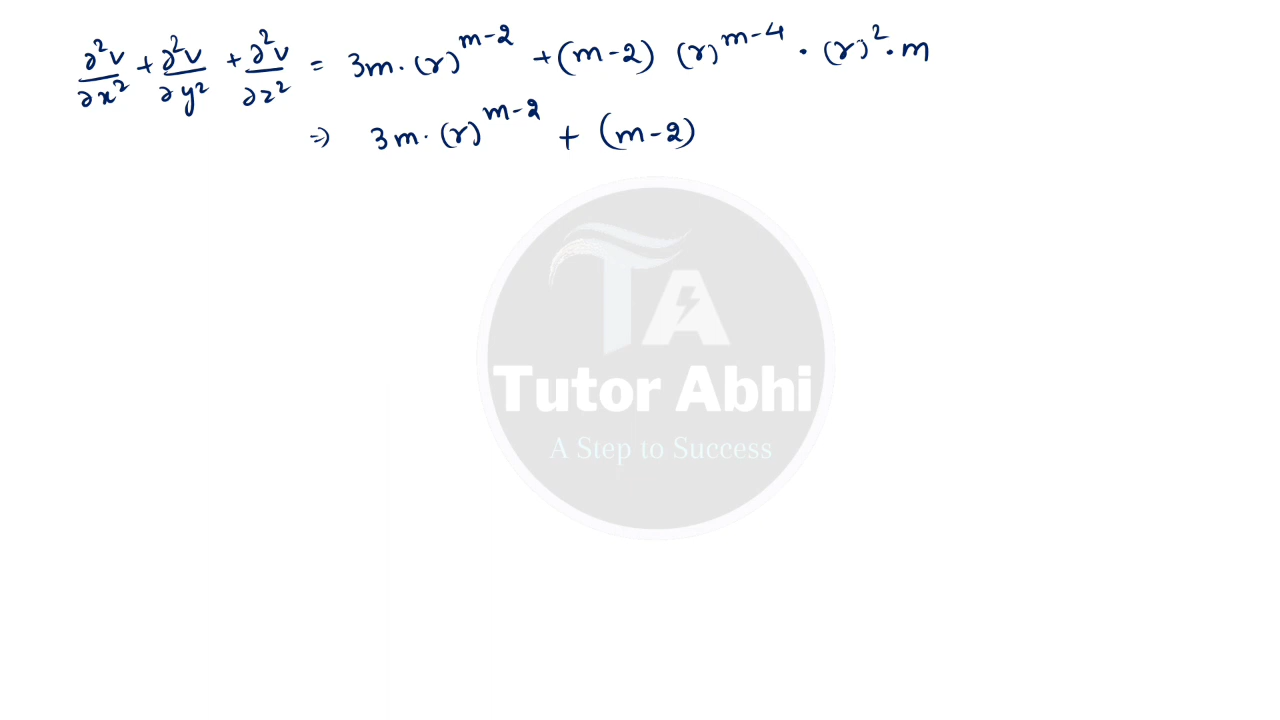 ∂²v/∂x² + ∂²v/∂y² + ∂²v/∂z² = 3m·(r)^(m-2) + (m-2) (r)^(m-4) · (r)² · m
⇒ 3m·(r)^(m-2) + (m-2)
TA
Tutor Abhi
A Step to Success